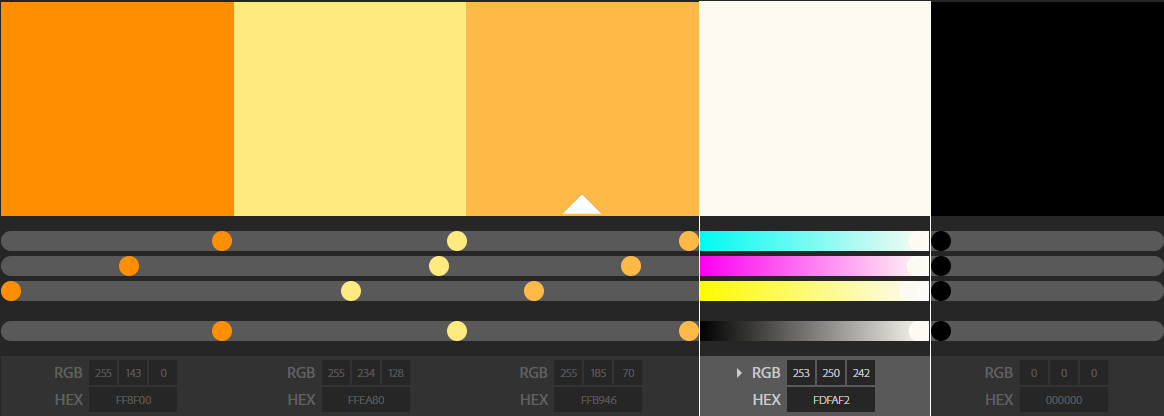 RGB 255 143 0
HEX FF8F00
RGB 255 234 128
HEX FFEA80
RGB 255 185 70
HEX FFB946
RGB 253 250 242
HEX FDFAF2
RGB 0 0 0
HEX 000000